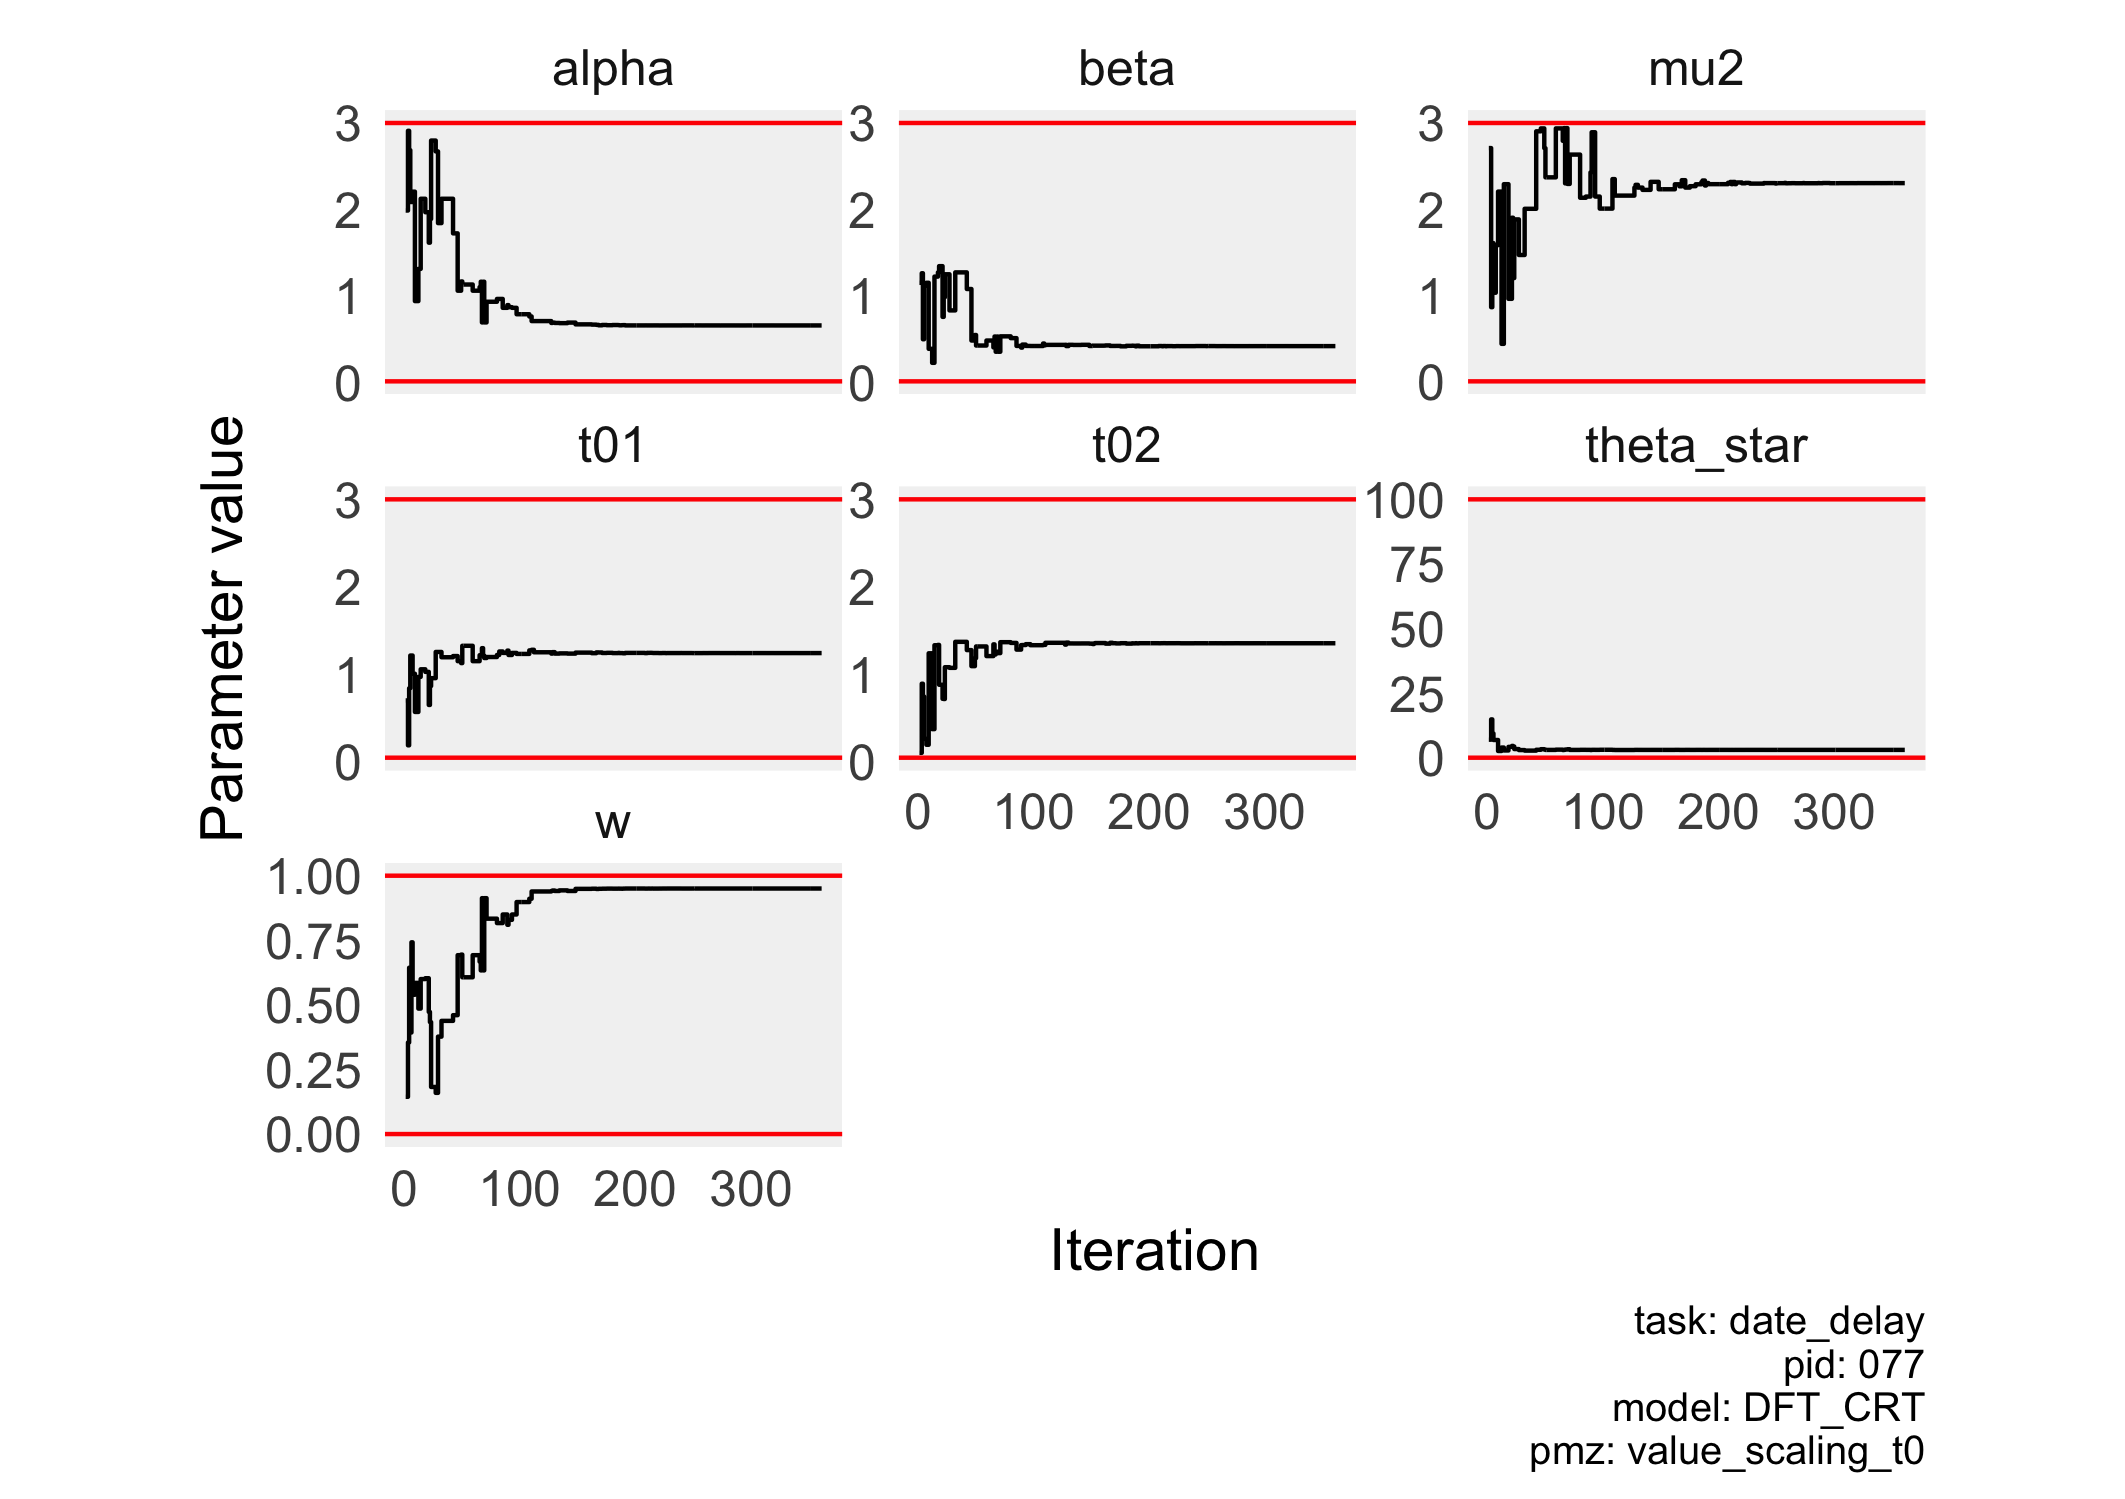 alpha
beta
mu2
3
2
1
0
3
2
1
0
3
2
1
0
t01
t02
theta_star
3
2
1
0
3
2
1
0
100
75
50
25
0
0 100 200 300
0 100 200 300
w
1.00
0.75
0.50
0.25
0.00
0 100 200 300
Parameter value
Iteration
task: date_delay
pid: 077
model: DFT_CRT
pmz: value_scaling_t0